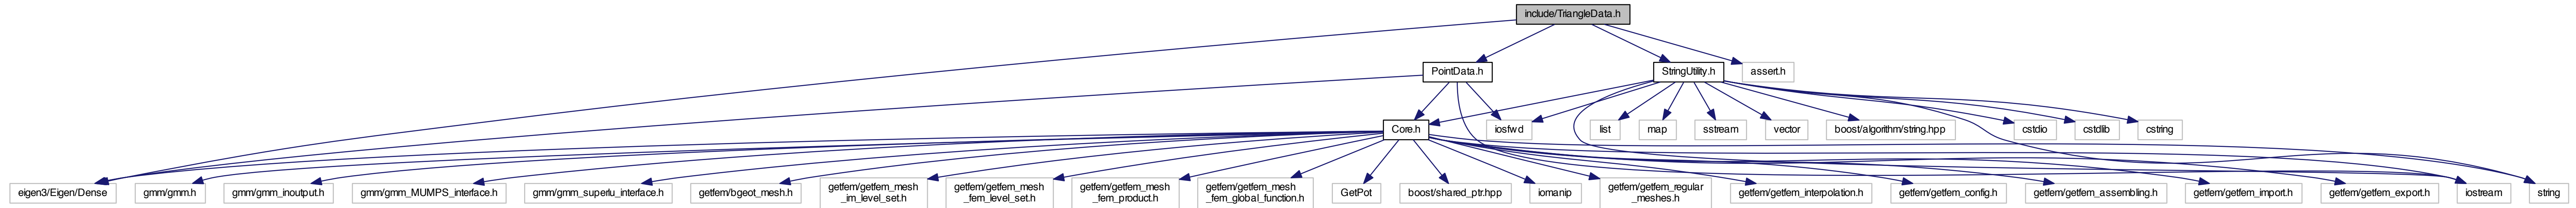 include/TriangleData.h
PointData.h
StringUtility.h
assert.h
Core.h
iosfwd
list
map
sstream
vector
boost/algorithm/string.hpp
cstdio
cstdlib
cstring
eigen3/Eigen/Dense
gmm/gmm.h
gmm/gmm_inoutput.h
gmm/gmm_MUMPS_interface.h
gmm/gmm_superlu_interface.h
getfem/bgeot_mesh.h
getfem/getfem_mesh
_im_level_set.h
getfem/getfem_mesh
_fem_level_set.h
getfem/getfem_mesh
_fem_product.h
getfem/getfem_mesh
_fem_global_function.h
GetPot
boost/shared_ptr.hpp
iomanip
getfem/getfem_regular
_meshes.h
getfem/getfem_interpolation.h
getfem/getfem_config.h
getfem/getfem_assembling.h
getfem/getfem_import.h
getfem/getfem_export.h
iostream
string